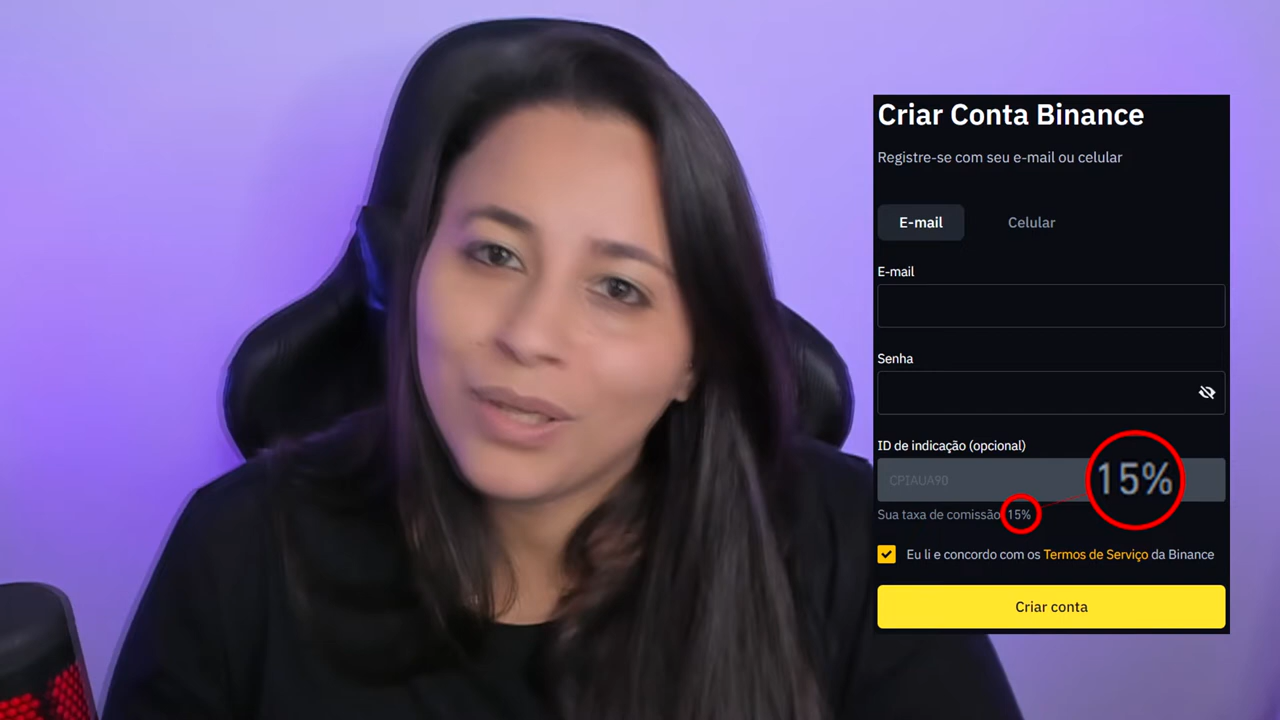 Criar Conta Binance
Registre-se com seu e-mail ou celular
E-mail Celular
E-mail
Senha
ID de indicação (opcional)
CPIAUA90
15%
Sua taxa de comissão 15%
Eu li e concordo com os Termos de Serviço da Binance
Criar conta